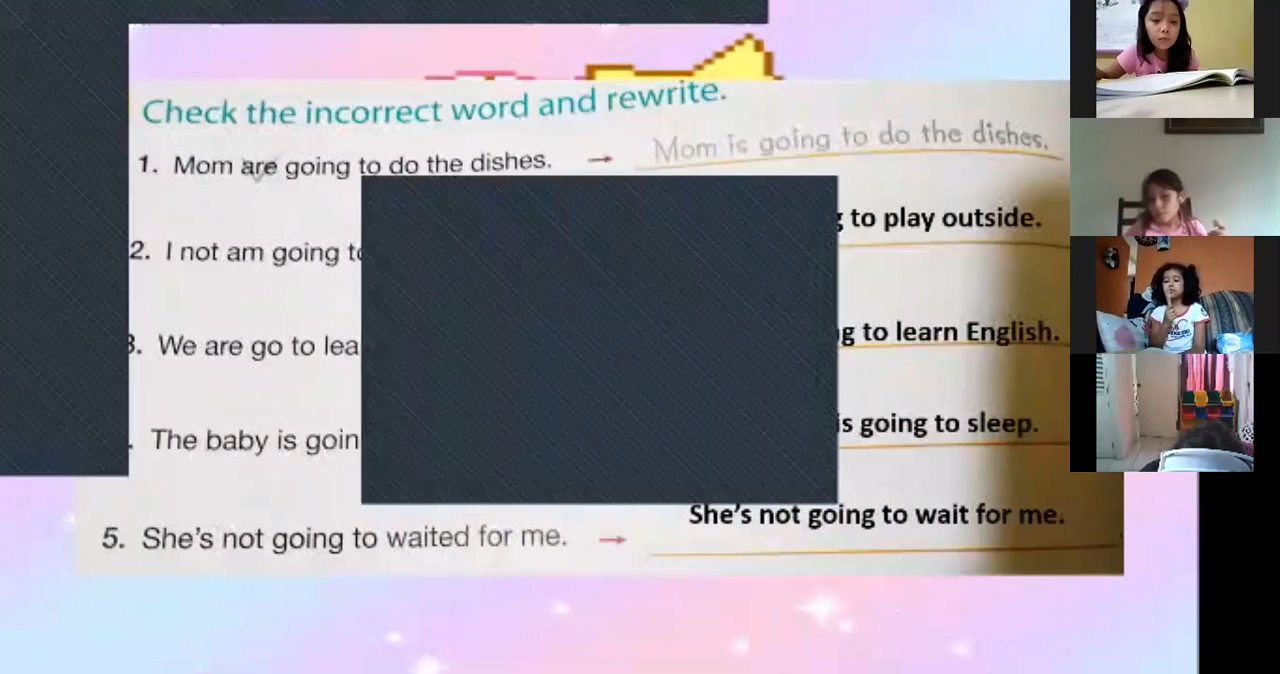 Check the incorrect word and rewrite.
1. Mom are going to do the dishes. → Mom is going to do the dishes.
2. I not am going to play outside.
3. We are go to to learn English.
The baby is is going to sleep.
5. She's not going to waited for me. → She's not going to wait for me.